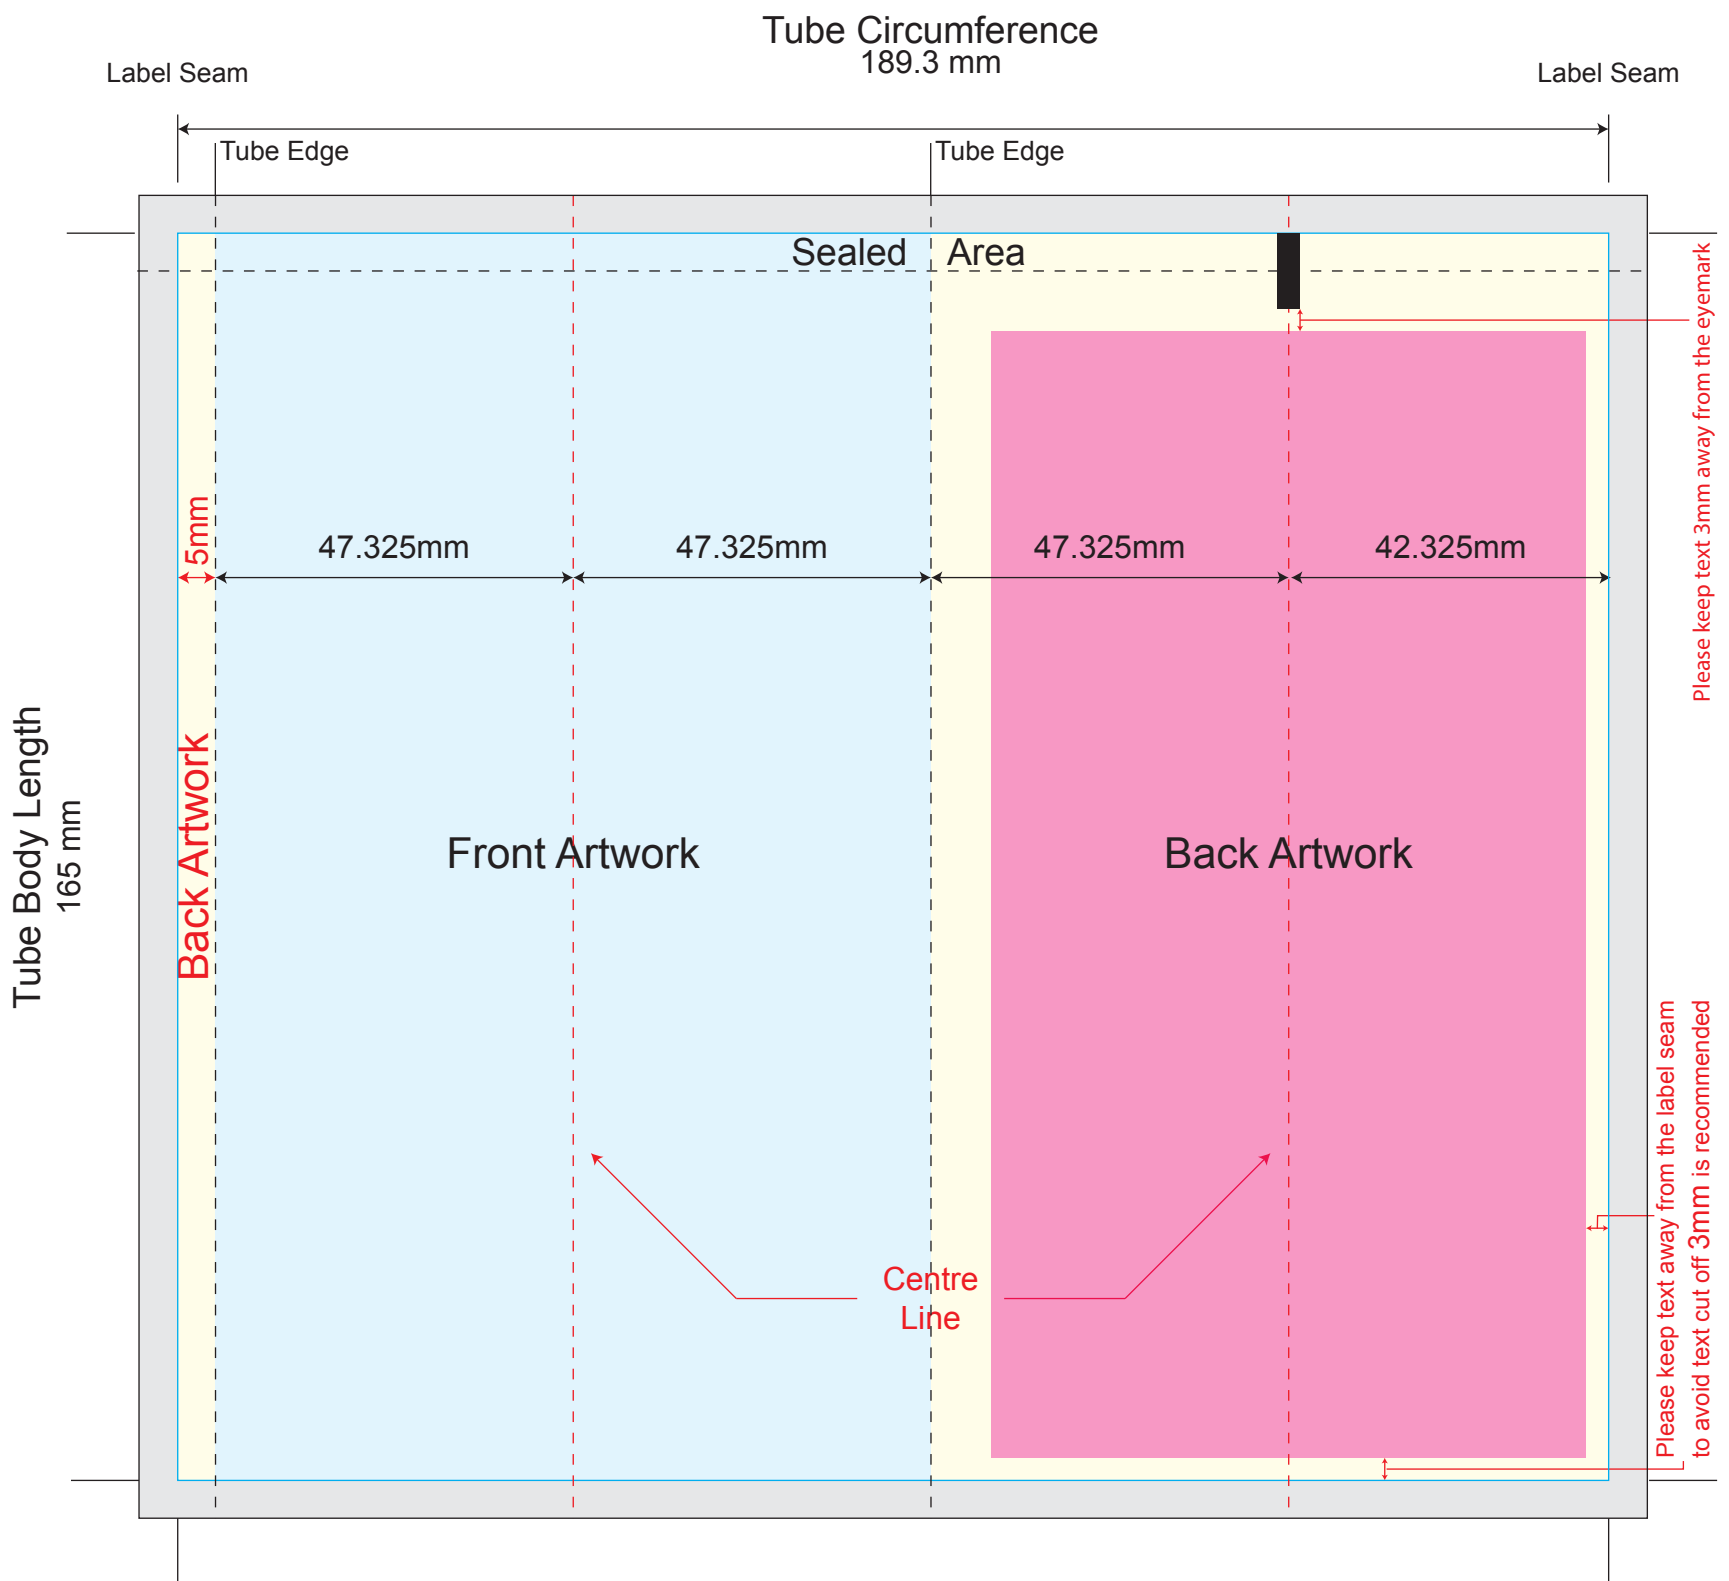 Tube Circumference
189.3 mm
Label Seam
Label Seam
Tube Edge
Tube Edge
Sealed Area
Please keep text 3mm away from the eyemark
5mm
47.325mm
47.325mm
47.325mm
42.325mm
Tube Body Length
165 mm
Back Artwork
Front Artwork
Back Artwork
Centre
Line
Please keep text away from the label seam
to avoid text cut off 3mm is recommended